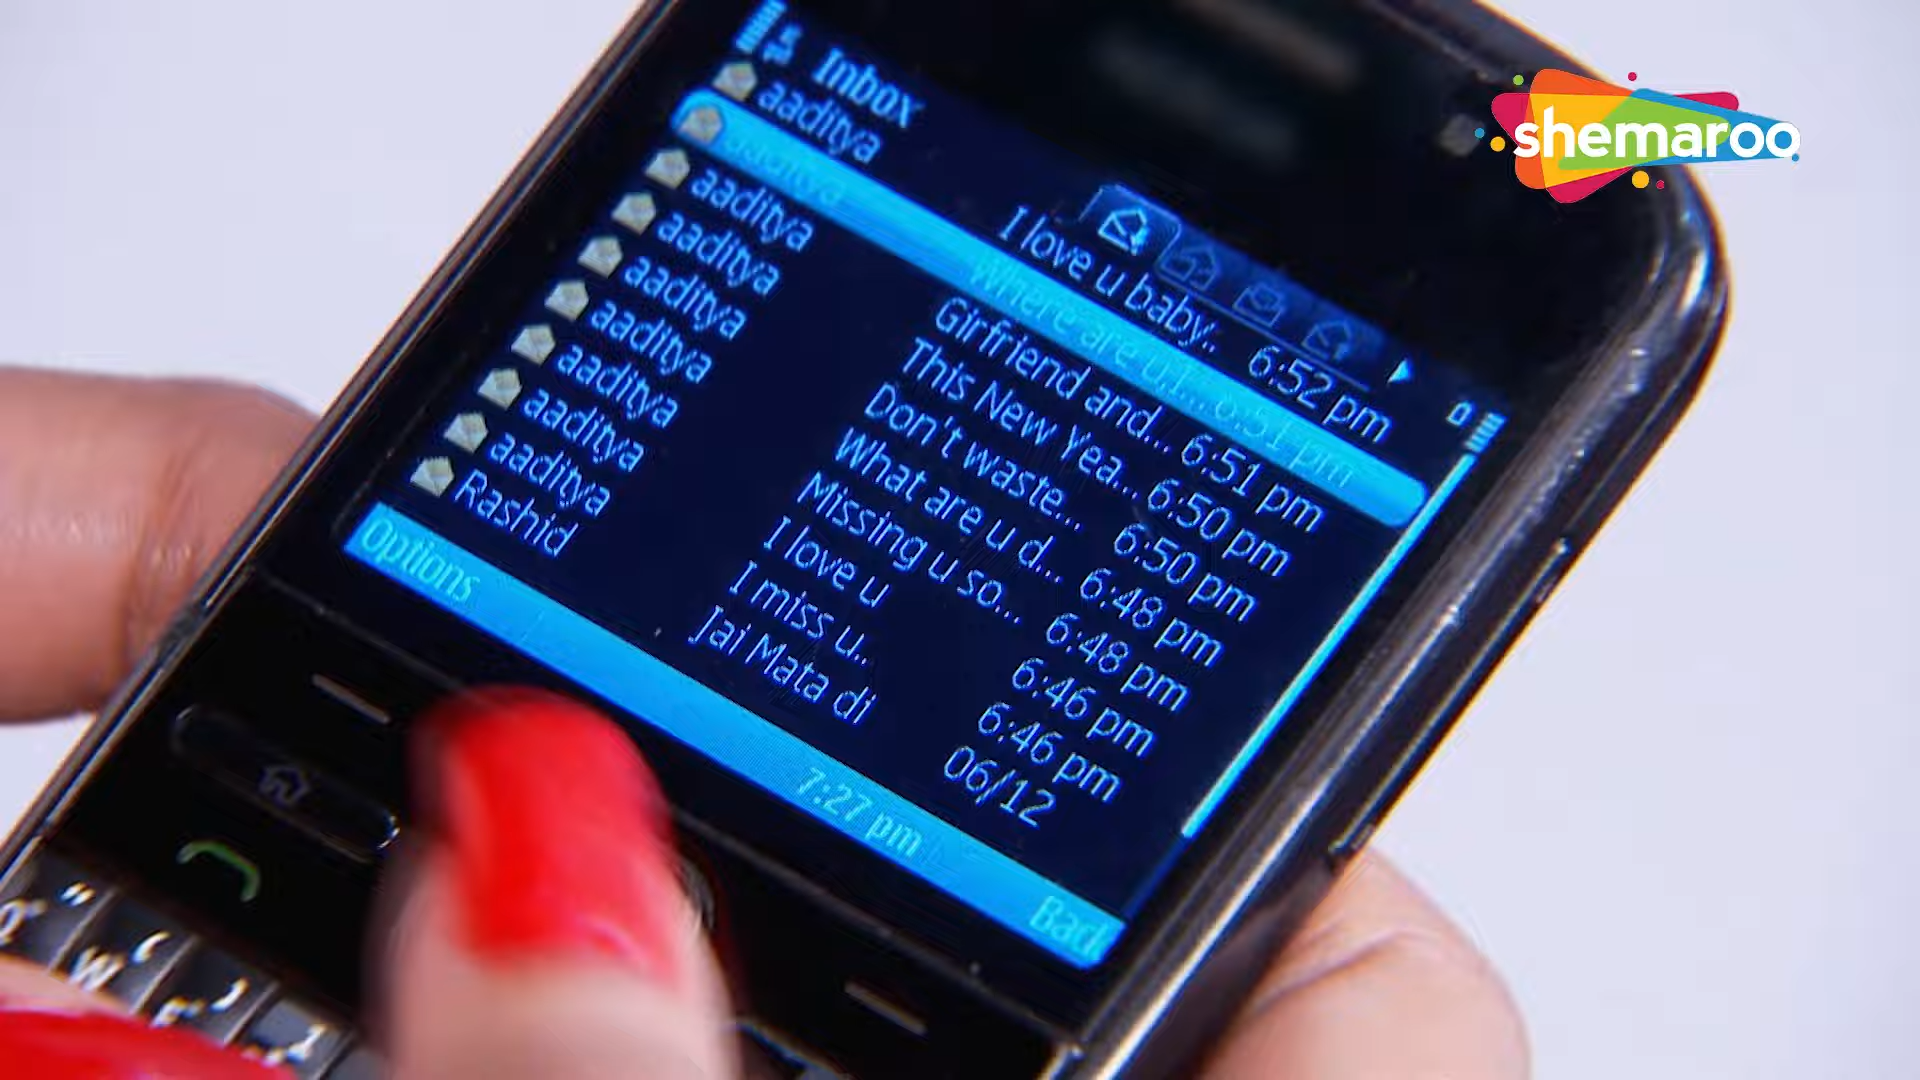 Inbox
aaditya I love u baby.. 6:52 pm
aaditya Where are u.I... 6:51 pm
aaditya Girfriend and... 6:51 pm
aaditya This New Yea... 6:50 pm
aaditya Don't waste... 6:50 pm
aaditya What are u d... 6:48 pm
aaditya Missing u so... 6:48 pm
aaditya I love u 6:46 pm
aaditya I miss u.. 6:46 pm
Rashid Jai Mata di 06/12
Options 7:27 pm Back
shemaroo
W